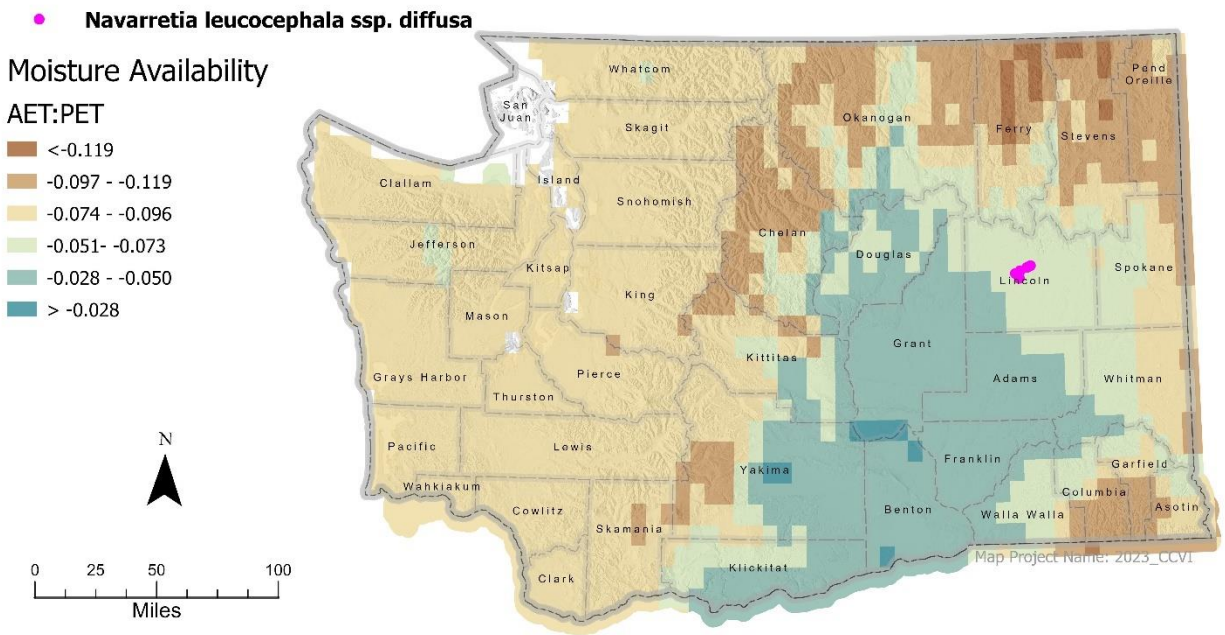 Navarretia leucocephala ssp. diffusa
Moisture Availability
AET:PET
<-0.119
-0.097 - -0.119
-0.074 - -0.096
-0.051- -0.073
-0.028 - -0.050
> -0.028
N
0 25 50 100
Miles
Whatcom
San
Juan
Skagit
Island
Clallam
Snohomish
Jefferson
Kitsap
King
Mason
Grays Harbor
Pierce
Thurston
Pacific
Lewis
Wahkiakum
Cowlitz
Skamania
Clark
Okanogan
Ferry
Stevens
Pend
Oreille
Chelan
Douglas
Lincoln
Spokane
Kittitas
Grant
Adams
Whitman
Yakima
Franklin
Garfield
Columbia
Benton
Walla Walla
Asotin
Klickitat
Map Project Name: 2023_CCVI